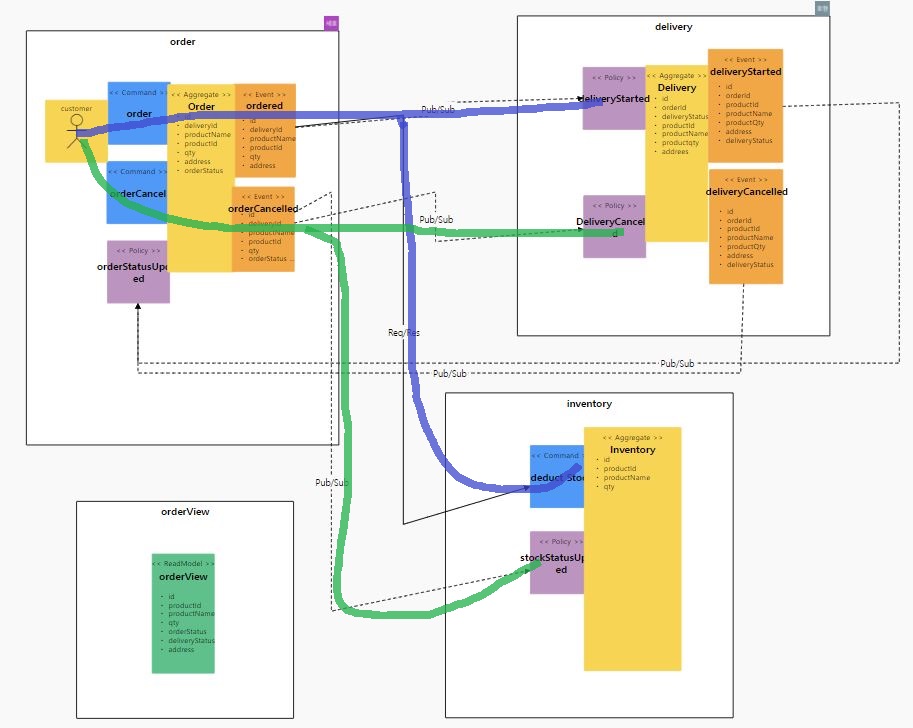 order
customer
<< Command >>
order
<< Aggregate >>
Order
deliveryId
productName
productId
qty
address
orderStatus
<< Event >>
ordered
id
deliveryId
productName
productId
qty
address
<< Command >>
orderCancel
<< Event >>
orderCancelled
id
deliveryId
productName
productId
qty
orderStatus ...
<< Policy >>
orderStatusUp
ed
delivery
<< Policy >>
deliveryStarted
<< Aggregate >>
Delivery
id
orderId
deliveryStatus
productId
productName
productqty
addrees
<< Event >>
deliveryStarted
id
orderId
productId
productName
productQty
address
deliveryStatus
<< Policy >>
DeliveryCancel
d
<< Event >>
deliveryCancelled
id
orderId
productId
productName
productQty
address
deliveryStatus
Pub/Sub
Pub/Sub
Req/Res
Pub/Sub
Pub/Sub
Pub/Sub
inventory
<< Command
deduct Stoc
<< Aggregate >>
Inventory
id
productId
productName
qty
<< Policy >>
stockStatusUp
ed
orderView
<< ReadModel >>
orderView
id
productId
productName
qty
orderStatus
deliveryStatus
address